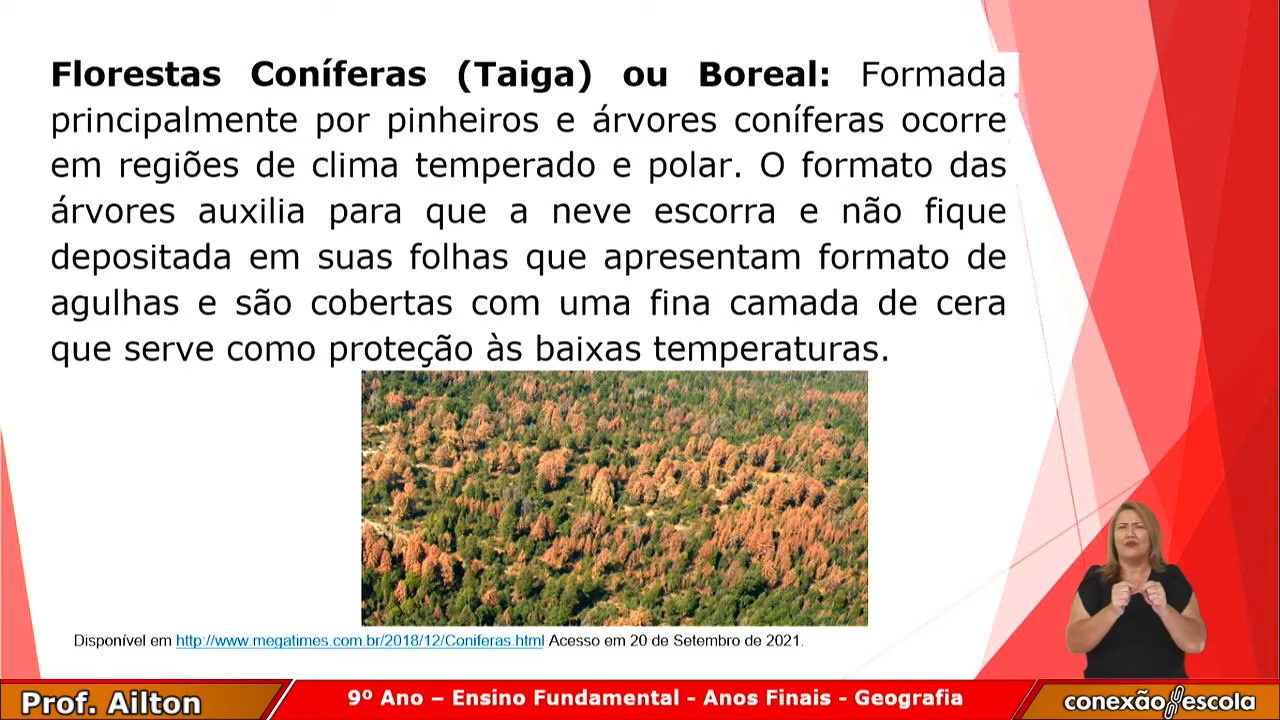 Florestas Coníferas (Taiga) ou Boreal: Formada
principalmente por pinheiros e árvores coníferas ocorre
em regiões de clima temperado e polar. O formato das
árvores auxilia para que a neve escorra e não fique
depositada em suas folhas que apresentam formato de
agulhas e são cobertas com uma fina camada de cera
que serve como proteção às baixas temperaturas.
Disponível em http://www.megatimes.com.br/2018/12/Coniferas.html Acesso em 20 de Setembro de 2021.
Prof. Ailton
9º Ano – Ensino Fundamental - Anos Finais - Geografia
conexão escola